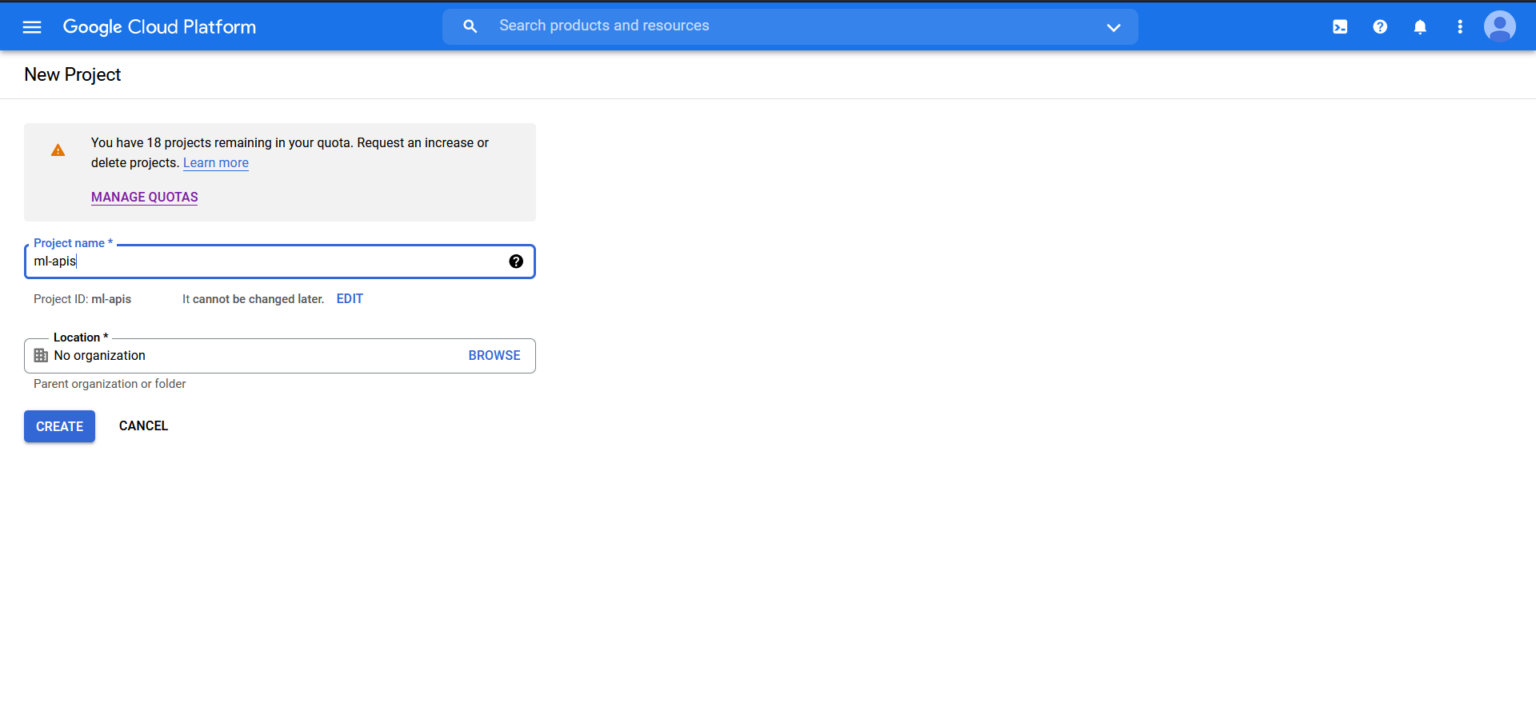 Google Cloud Platform
Search products and resources
New Project
You have 18 projects remaining in your quota. Request an increase or
delete projects. Learn more
MANAGE QUOTAS
Project name *
ml-apis
Project ID: ml-apis It cannot be changed later. EDIT
Location *
No organization BROWSE
Parent organization or folder
CREATE CANCEL